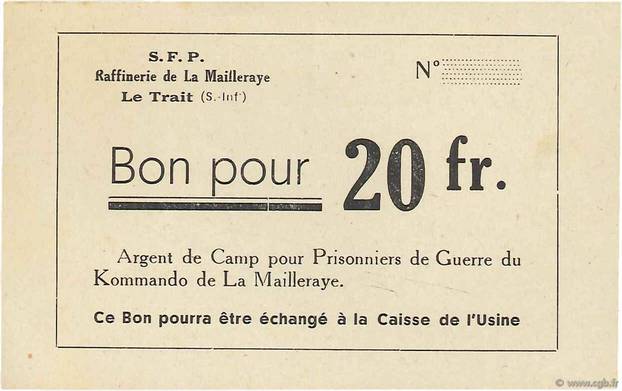 S.F.P.
Raffinerie de La Mailleraye
Le Trait (S.-Infʳ)
N°
Bon pour 20 fr.
Argent de Camp pour Prisonniers de Guerre du
Kommando de La Mailleraye.
Ce Bon pourra être échangé à la Caisse de l'Usine
© www.cgb.fr